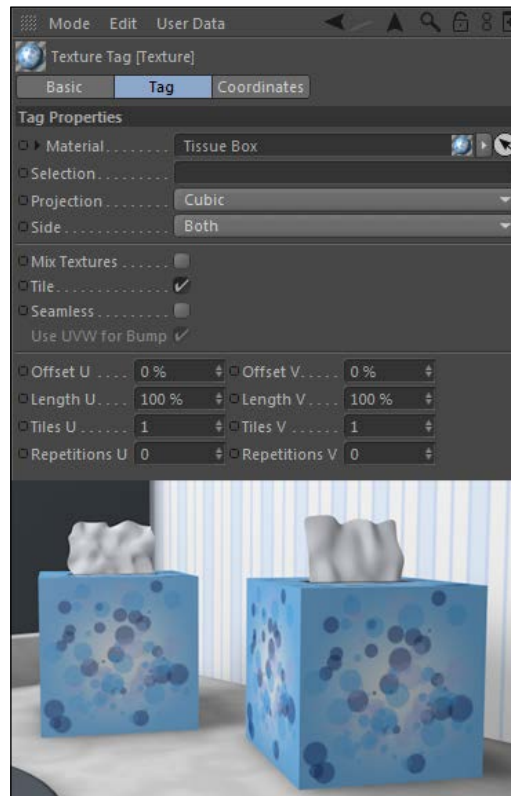 Mode Edit User Data
Texture Tag [Texture]
Basic Tag Coordinates
Tag Properties
Material........ Tissue Box
Selection.........
Projection........ Cubic
Side............. Both
Mix Textures ......
Tile..............
Seamless .........
Use UVW for Bump
Offset U .... 0 % Offset V..... 0 %
Length U.... 100 % Length V.... 100 %
Tiles U ...... 1 Tiles V ...... 1
Repetitions U 0 Repetitions V 0